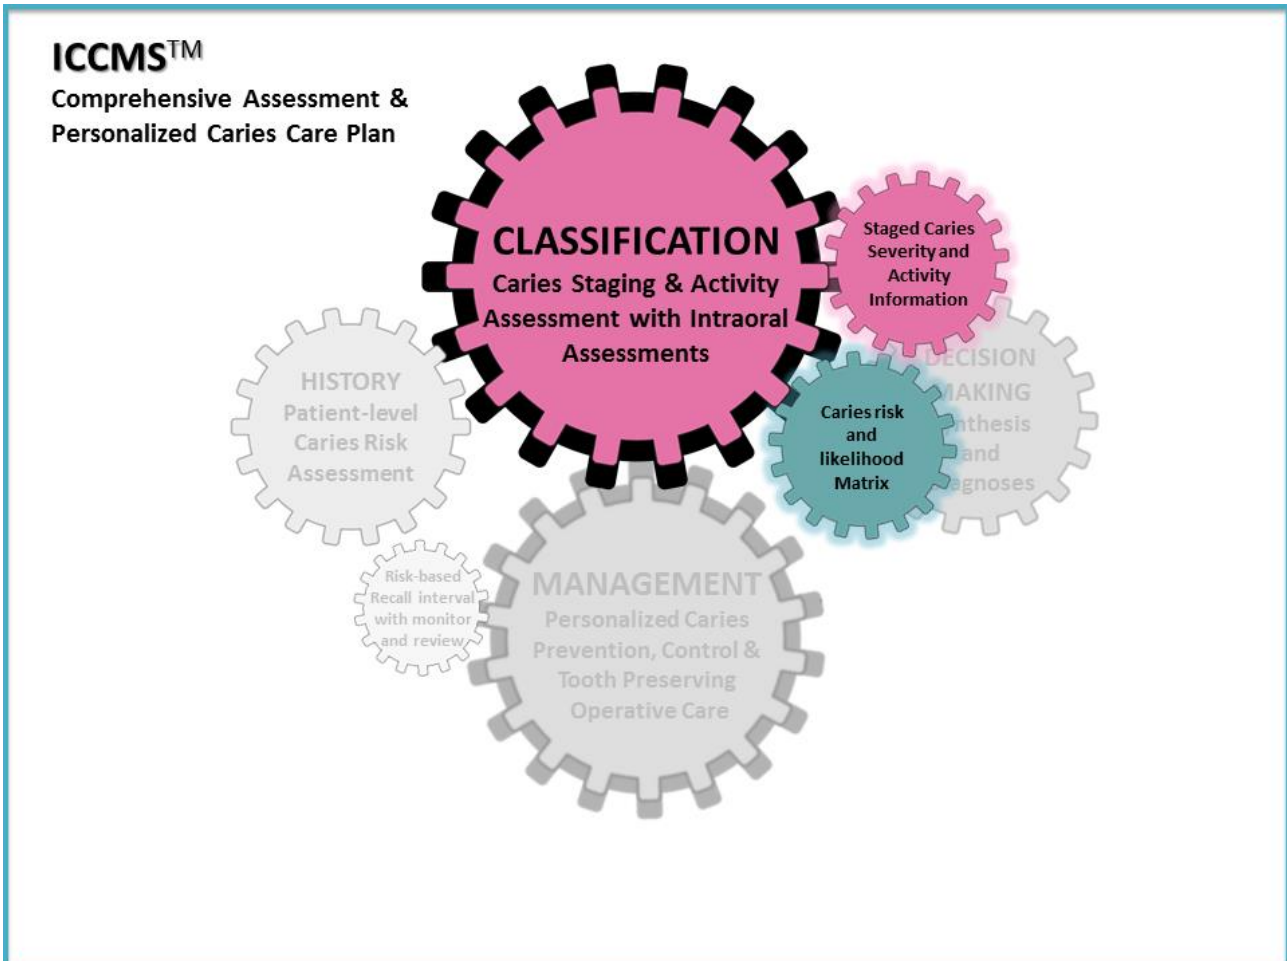 ICCMS™
Comprehensive Assessment &
Personalized Caries Care Plan
CLASSIFICATION
Caries Staging & Activity
Assessment with Intraoral
Assessments
Staged Caries
Severity and
Activity
Information
HISTORY
Patient-level
Caries Risk
Assessment
DECISION
MAKING
and
Caries risk
and
likelihood
Matrix
Risk-based
Recall interval
with monitor
and review
MANAGEMENT
Personalized Caries
Prevention, Control &
Tooth Preserving
Operative Care